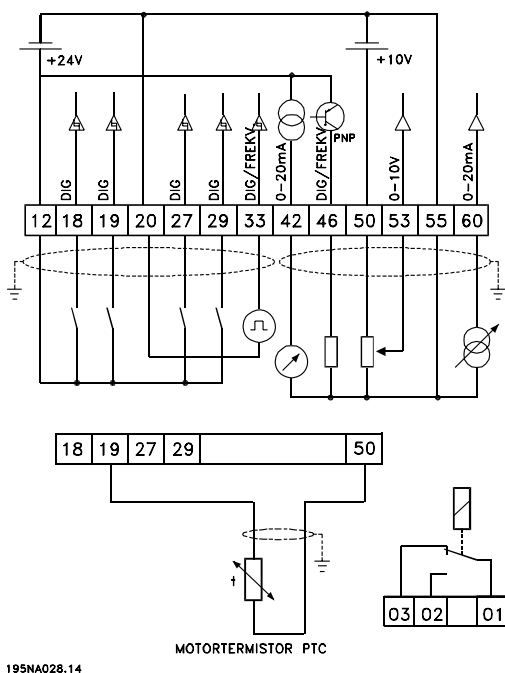 +24V
+10V
PNP
DIG
DIG
DIG
DIG
DIG/FREKV.
0-20mA
DIG/FREKV.
0-10V
0-20mA
12 18 19 20 27 29 33 42 46 50 53 55 60
18 19 27 29 50
t
03 02 01
MOTORTERMISTOR PTC
195NA028.14